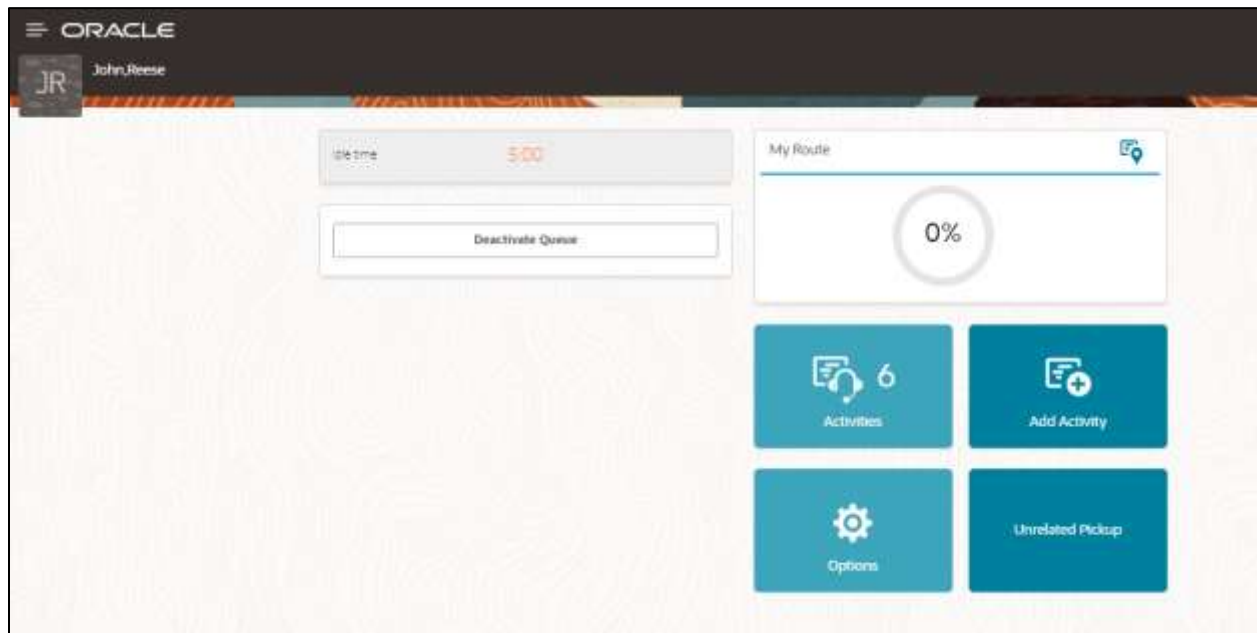 ORACLE
JR
John,Reese
Idle time
5:00
My Route
0%
Deactivate Queue
6
Activities
Add Activity
Options
Unrelated Pickup